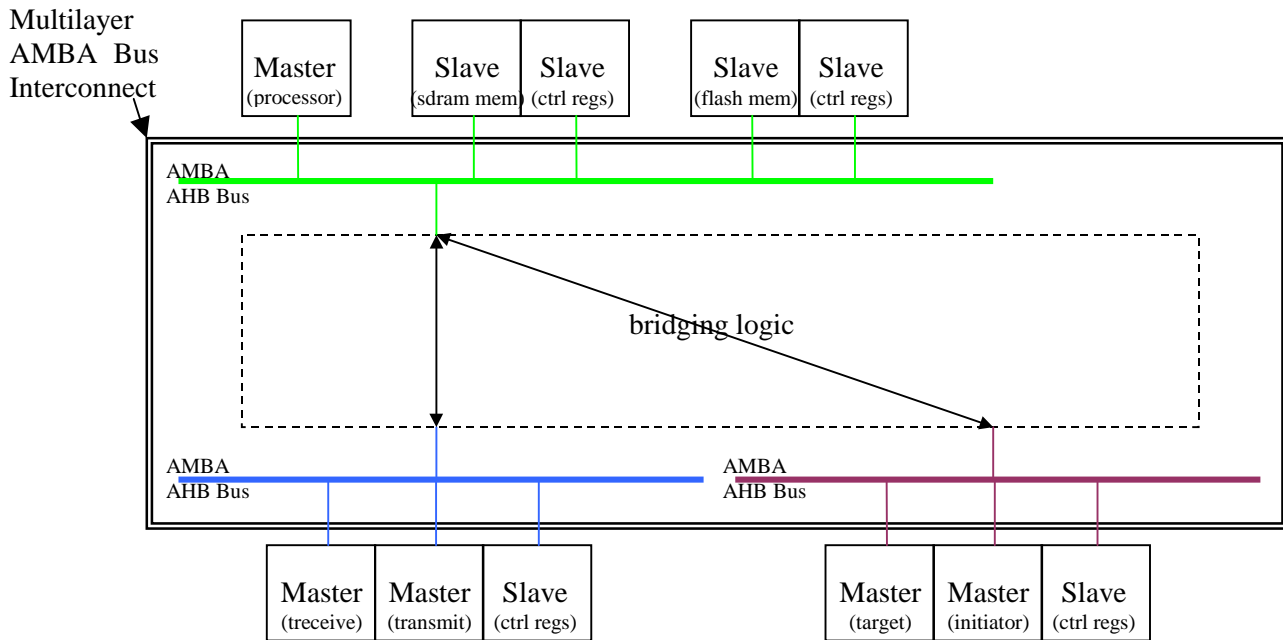 Multilayer
AMBA Bus
Interconnect
Master
(processor)
Slave
(sdram mem)
Slave
(ctrl regs)
Slave
(flash mem)
Slave
(ctrl regs)
AMBA
AHB Bus
bridging logic
AMBA
AHB Bus
AMBA
AHB Bus
Master
(treceive)
Master
(transmit)
Slave
(ctrl regs)
Master
(target)
Master
(initiator)
Slave
(ctrl regs)